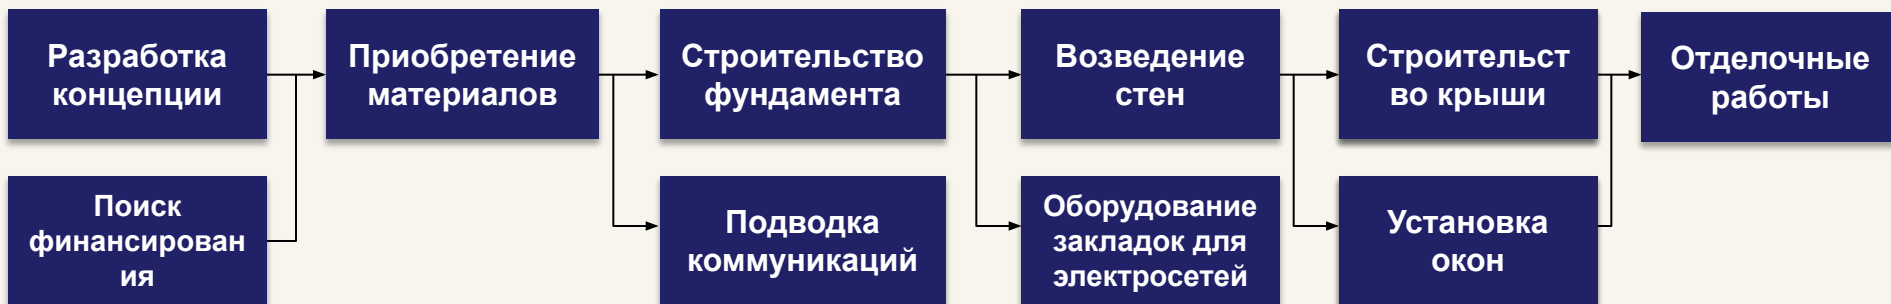 Разработка
концепции
Приобретение
материалов
Строительство
фундамента
Возведение
стен
Строительст
во крыши
Отделочные
работы
Поиск
финансирован
ия
Подводка
коммуникаций
Оборудование
закладок для
электросетей
Установка
окон